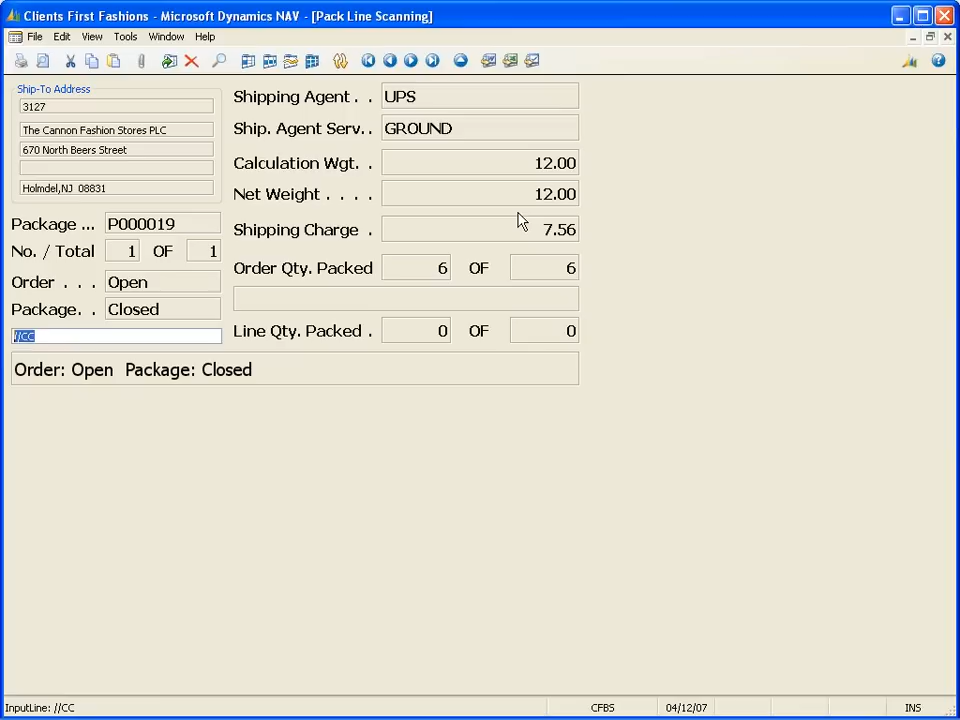 Clients First Fashions - Microsoft Dynamics NAV - [Pack Line Scanning]
File Edit View Tools Window Help
Ship-To Address
3127
The Cannon Fashion Stores PLC
670 North Beers Street
Holmdel,NJ 08831
Package ... P000019
No. / Total 1 OF 1
Order . . . Open
Package. . Closed
//CC
Shipping Agent . . UPS
Ship. Agent Serv. . GROUND
Calculation Wgt. . 12.00
Net Weight . . . . 12.00
Shipping Charge . 7.56
Order Qty. Packed 6 OF 6
Line Qty. Packed . 0 OF 0
Order: Open Package: Closed
InputLine: //CC CFBS 04/12/07 INS